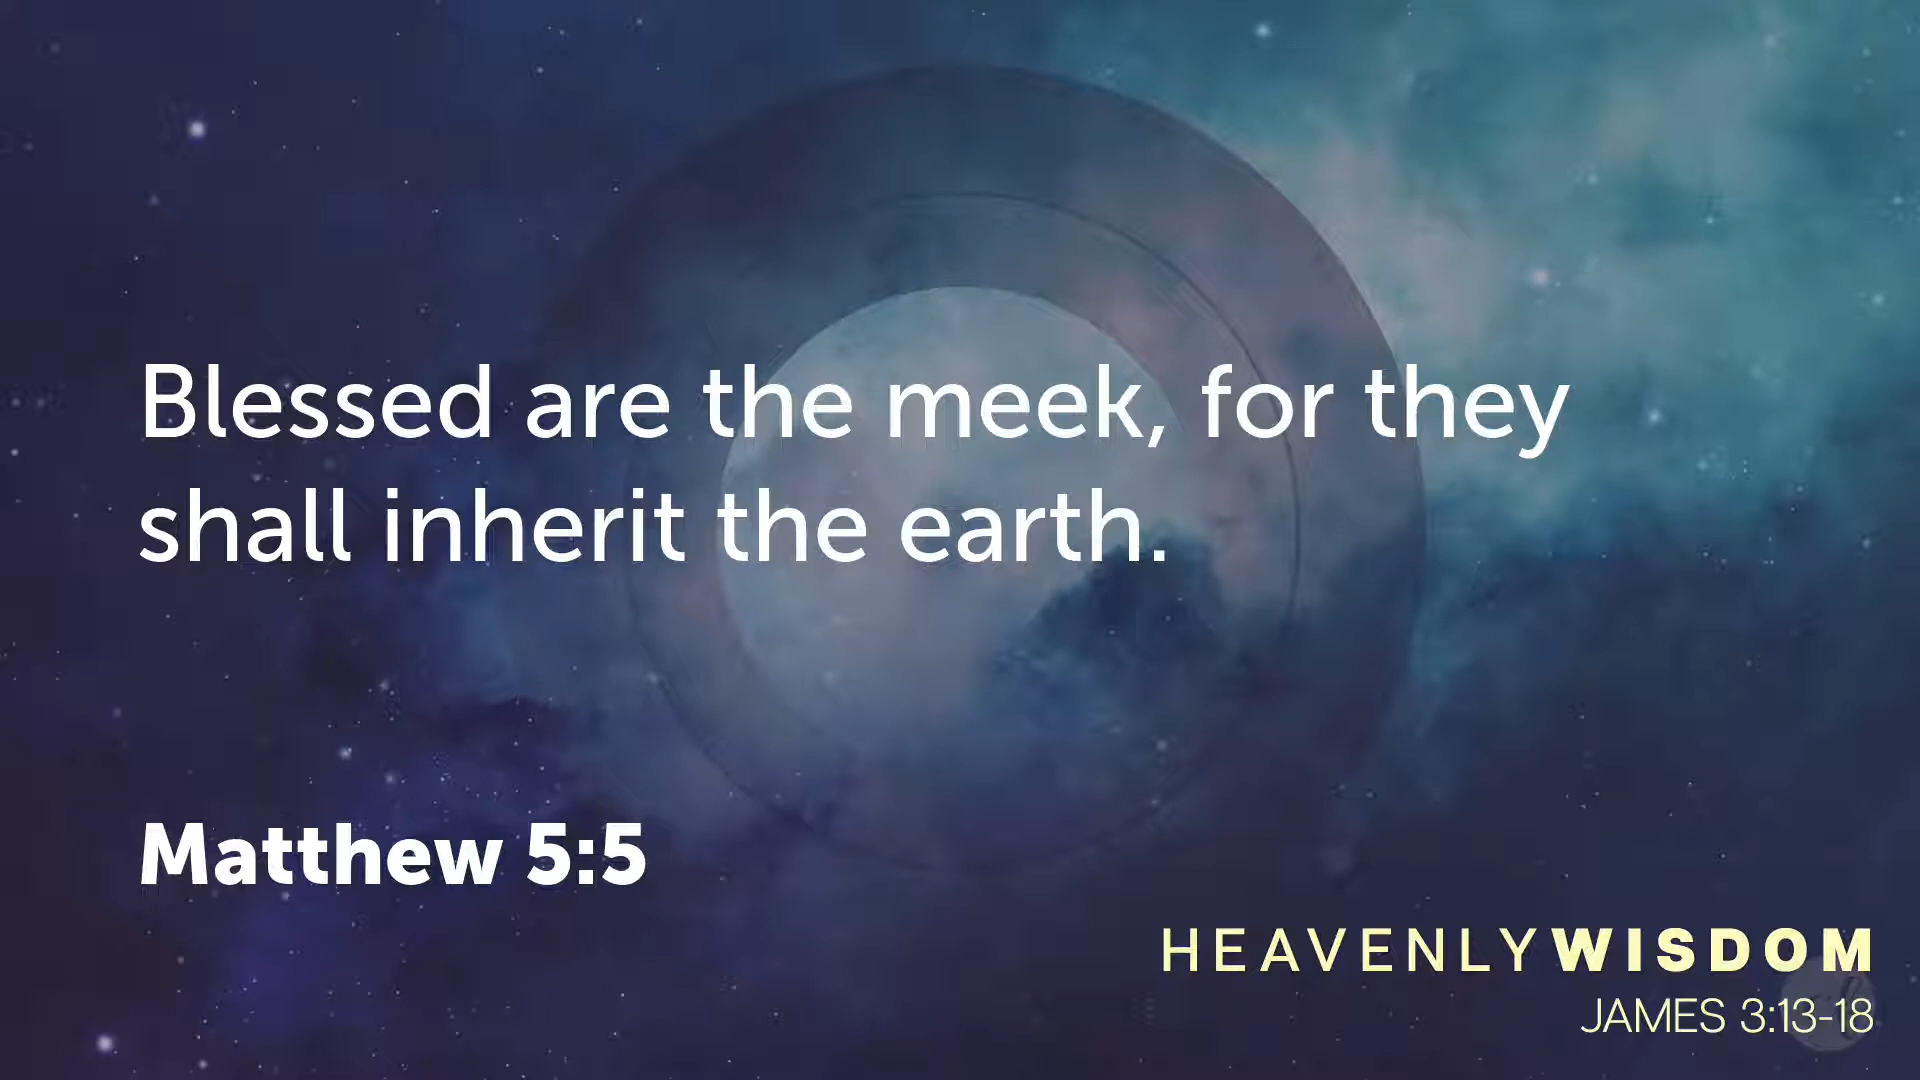 Blessed are the meek, for they
shall inherit the earth.
Matthew 5:5
HEAVENLYWISDOM
JAMES 3:13-18